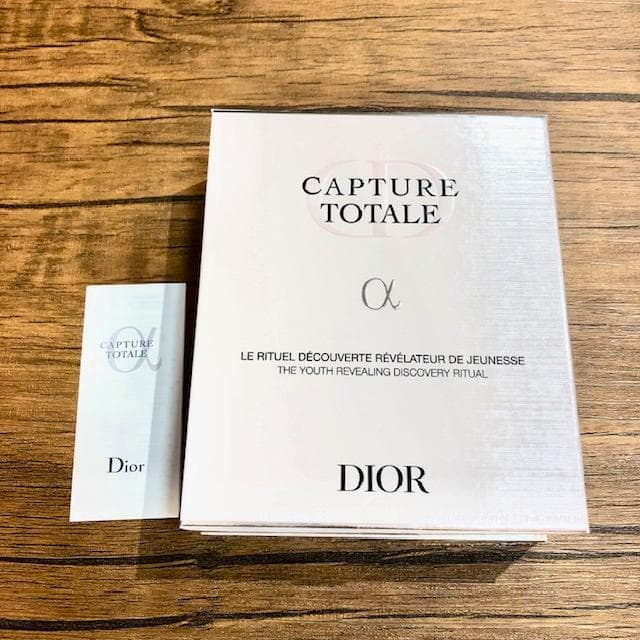 CAPTURE
TOTALE
α
LE RITUEL DÉCOUVERTE RÉVÉLATEUR DE JEUNESSE
THE YOUTH REVEALING DISCOVERY RITUAL
DIOR
α
CAPTURE
TOTALE
Dior